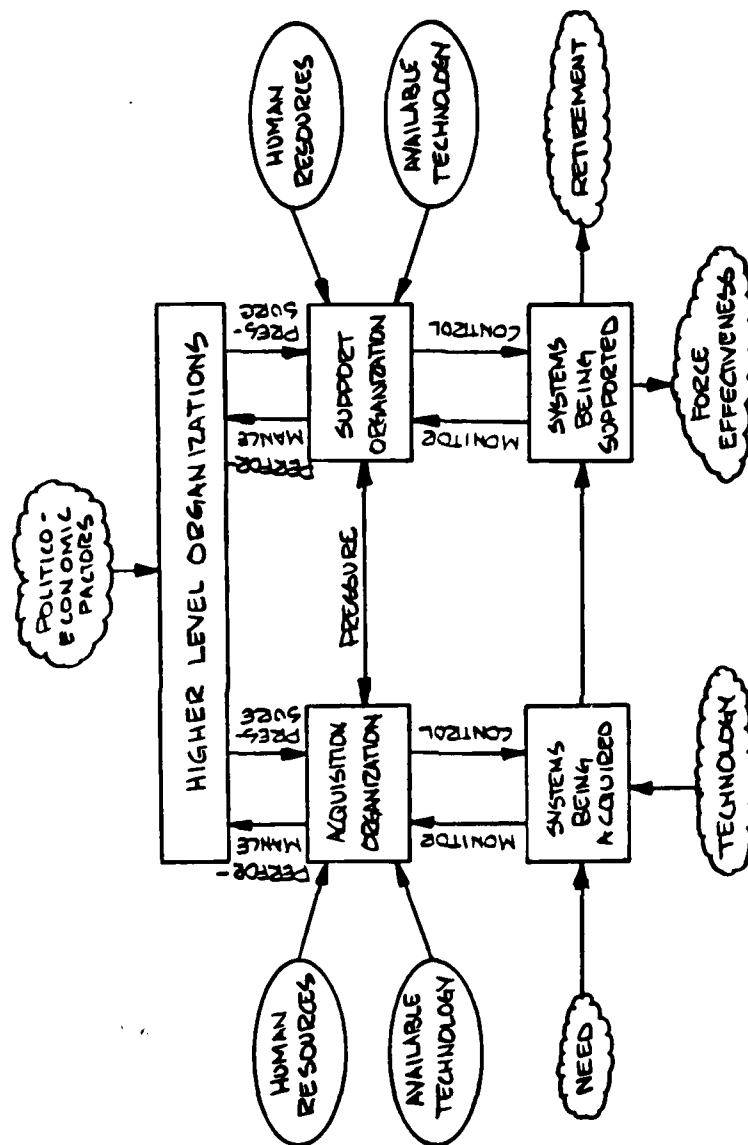 POLITICO-
ECONOMIC
FACTORS
HIGHER LEVEL ORGANIZATIONS
PERFOR-
MANCE
PRES-
SURE
PERFOR
MANCE
PRES-
SURE
HUMAN
RESOURCES
AVAILABLE
TECHNOLOGY
ACQUISITION
ORGANIZATION
PRESSURE
SUPPORT
ORGANIZATION
HUMAN
RESOURCES
AVAILABLE
TECHNOLOGY
MONITOR
CONTROL
MONITOR
CONTROL
NEED
SYSTEMS
BEING
ACQUIRED
SYSTEMS
BEING
SUPPORTED
RETIREMENT
TECHNOLOGY
FORCE
EFFECTIVENESS